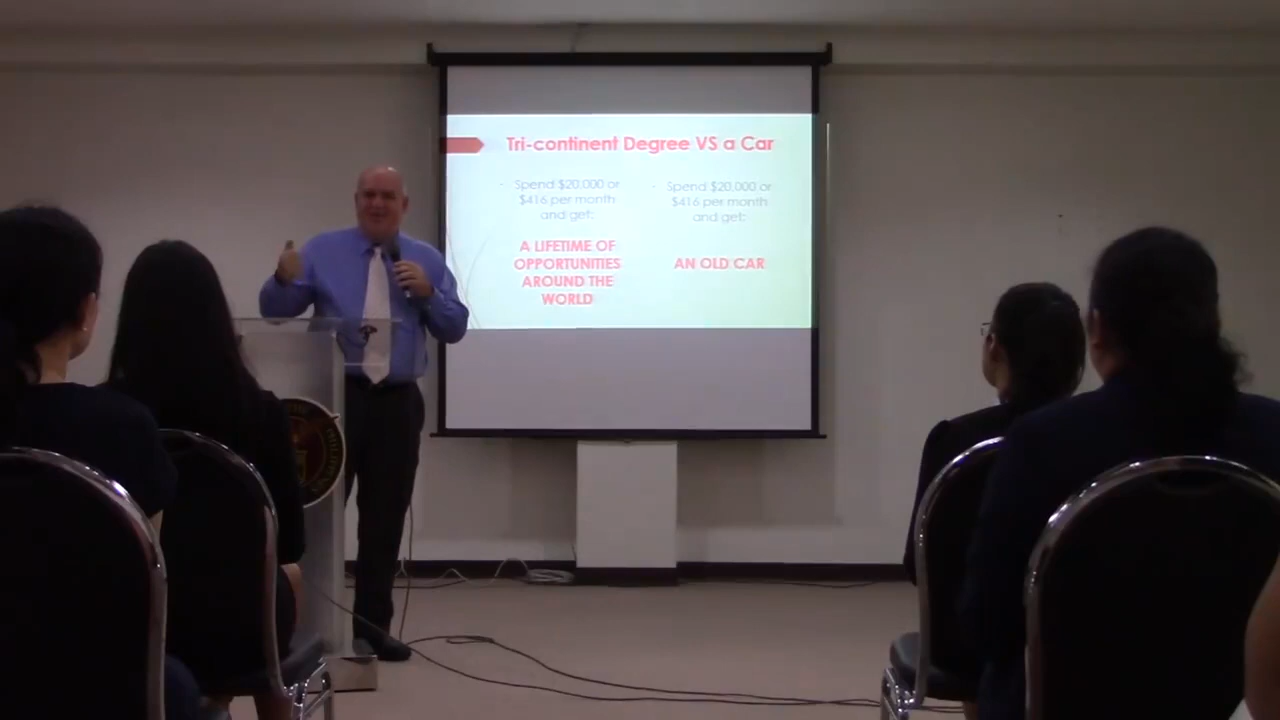 Tri-continent Degree VS a Car
Spend $20,000 or
$416 per month
and get:
A LIFETIME OF
OPPORTUNITIES
AROUND THE
WORLD
Spend $20,000 or
$416 per month
and get:
AN OLD CAR